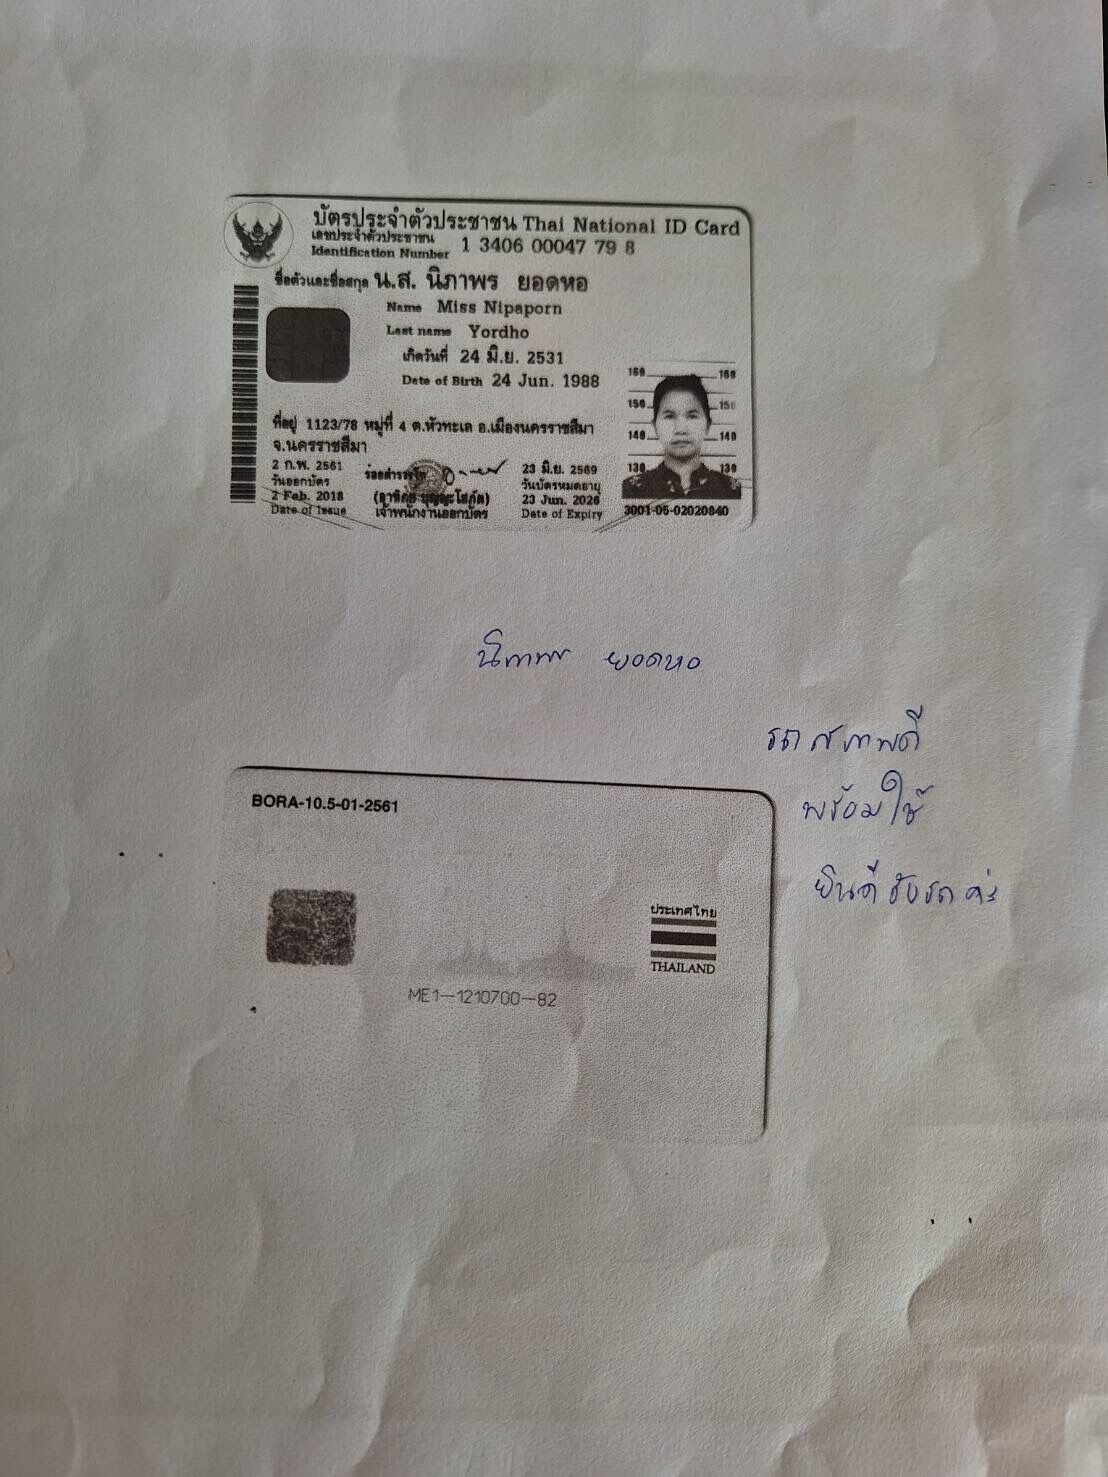 บัตรประจำตัวประชาชน Thai National ID Card
เลขประจำตัวประชาชน
Identification Number 1 3406 00047 79 8
ชื่อตัวและชื่อสกุล น.ส. นิภาพร ยอดหอ
Name Miss Nipaporn
Last name Yordho
เกิดวันที่ 24 มิ.ย. 2531
Date of Birth 24 Jun. 1988
ที่อยู่ 1123/78 หมู่ที่ 4 ต.หัวทะเล อ.เมืองนครราชสีมา
จ.นครราชสีมา
2 ก.พ. 2561
วันออกบัตร
2 Feb. 2018
Date of Issue
ร้อยตำรวจโท
เจ้าพนักงานออกบัตร
23 มิ.ย. 2569
วันบัตรหมดอายุ
23 Jun. 2026
Date of Expiry
160 160
150 150
140 140
130 130
3001-05-02020840
นิภาพร ยอดหอ
รถสภาพดี
พร้อมใช้
ยินดีรับรถค่ะ
BORA-10.5-01-2561
ประเทศไทย
THAILAND
ME1-1210700-82